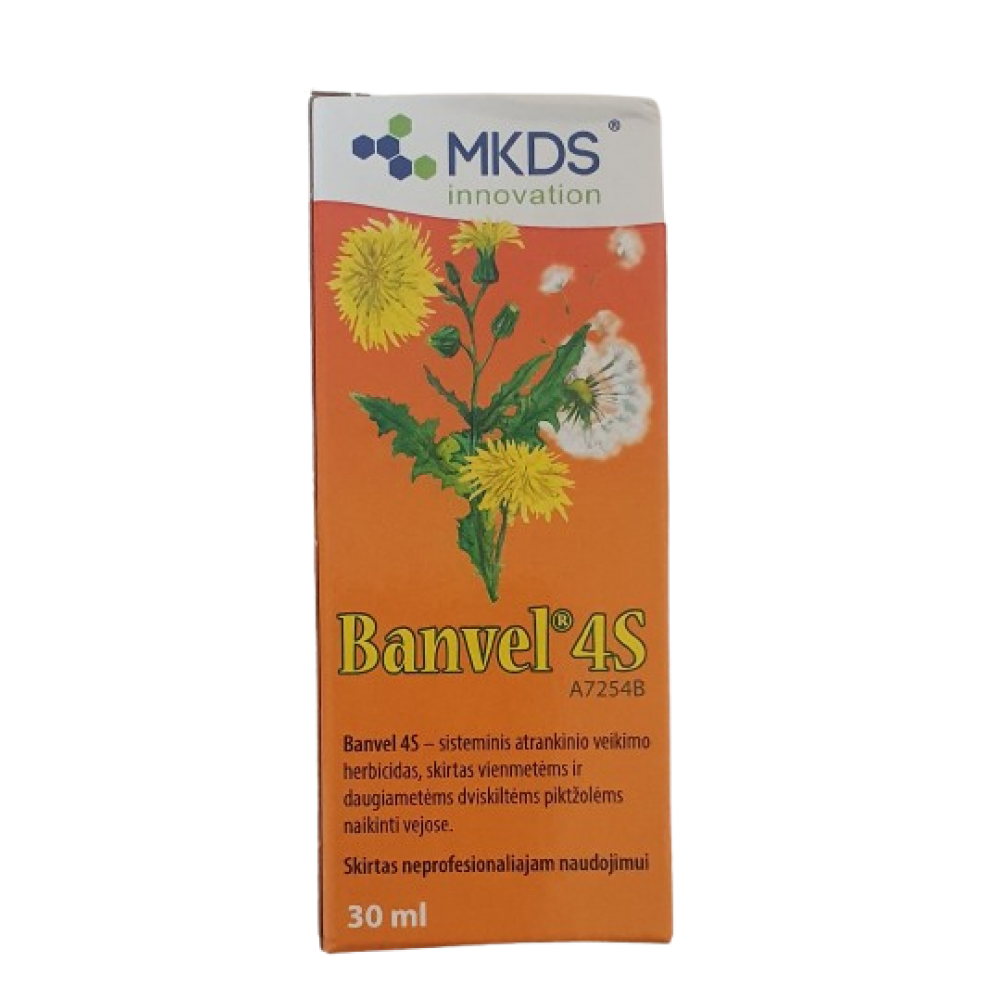 MKDS®
innovation
Banvel®4S
A7254B
Banvel 4S – sisteminis atrankinio veikimo
herbicidas, skirtas vienmetėms ir
daugiametėms dviskiltėms piktžolėms
naikinti vejose.
Skirtas neprofesionaliajam naudojimui
30 ml